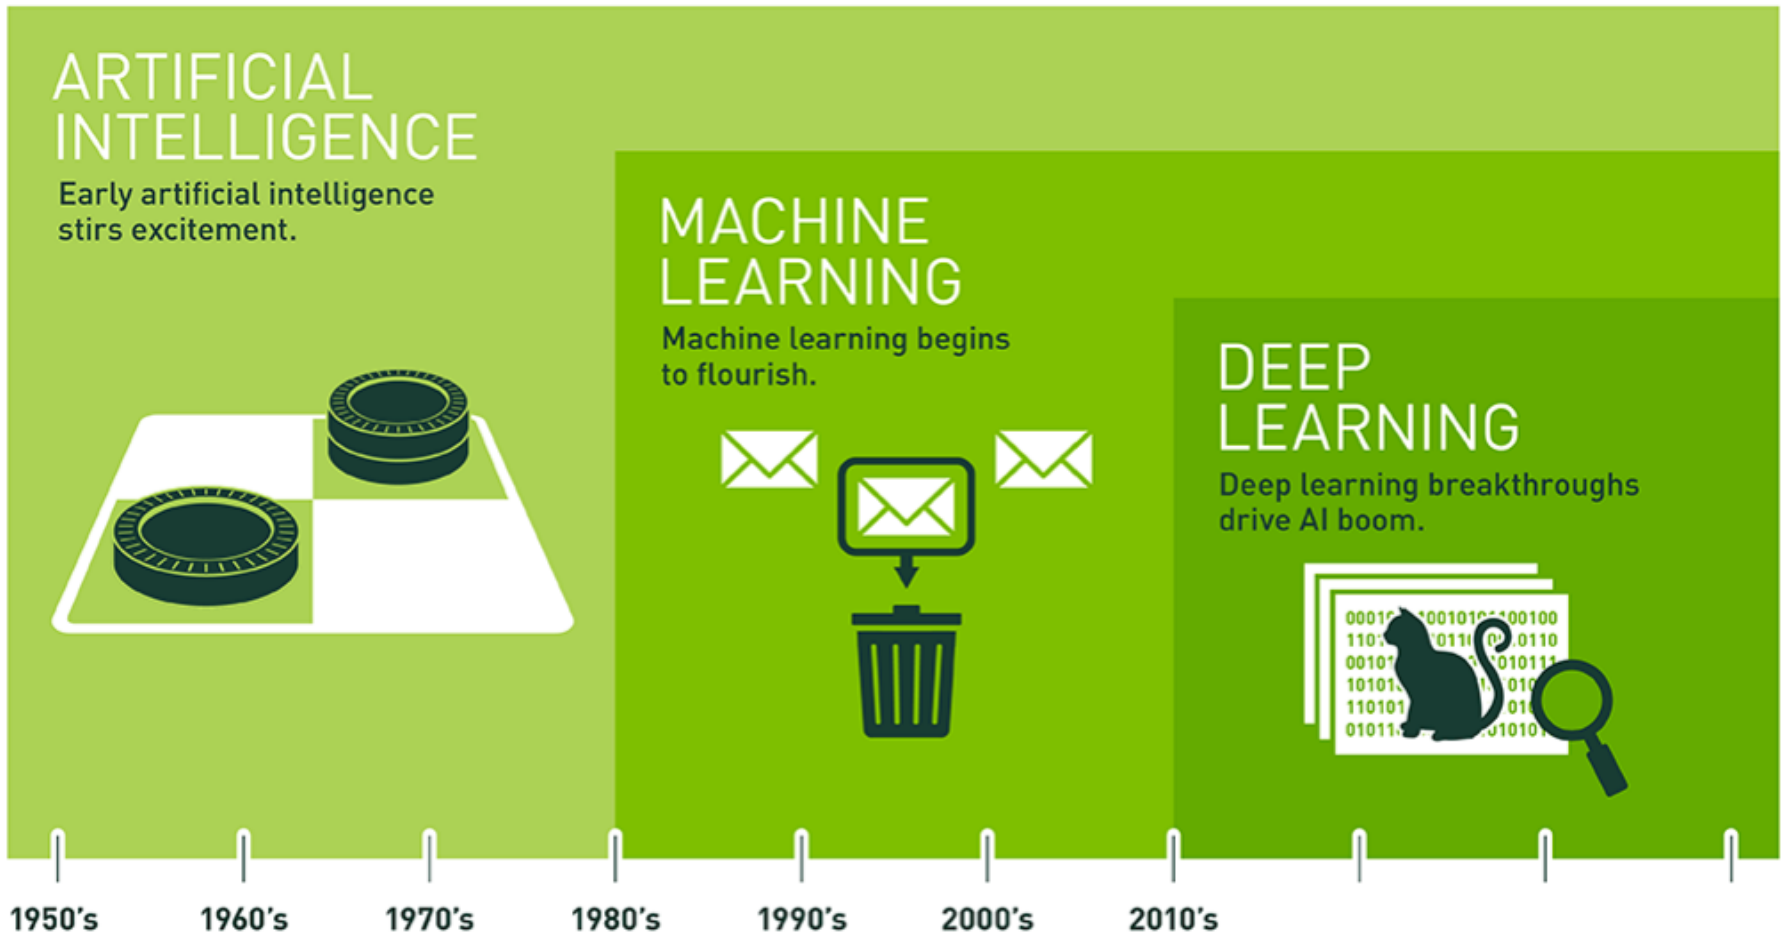 ARTIFICIAL
INTELLIGENCE
Early artificial intelligence
stirs excitement.
MACHINE
LEARNING
Machine learning begins
to flourish.
DEEP
LEARNING
Deep learning breakthroughs
drive AI boom.
1950's
1960's
1970's
1980's
1990's
2000's
2010's